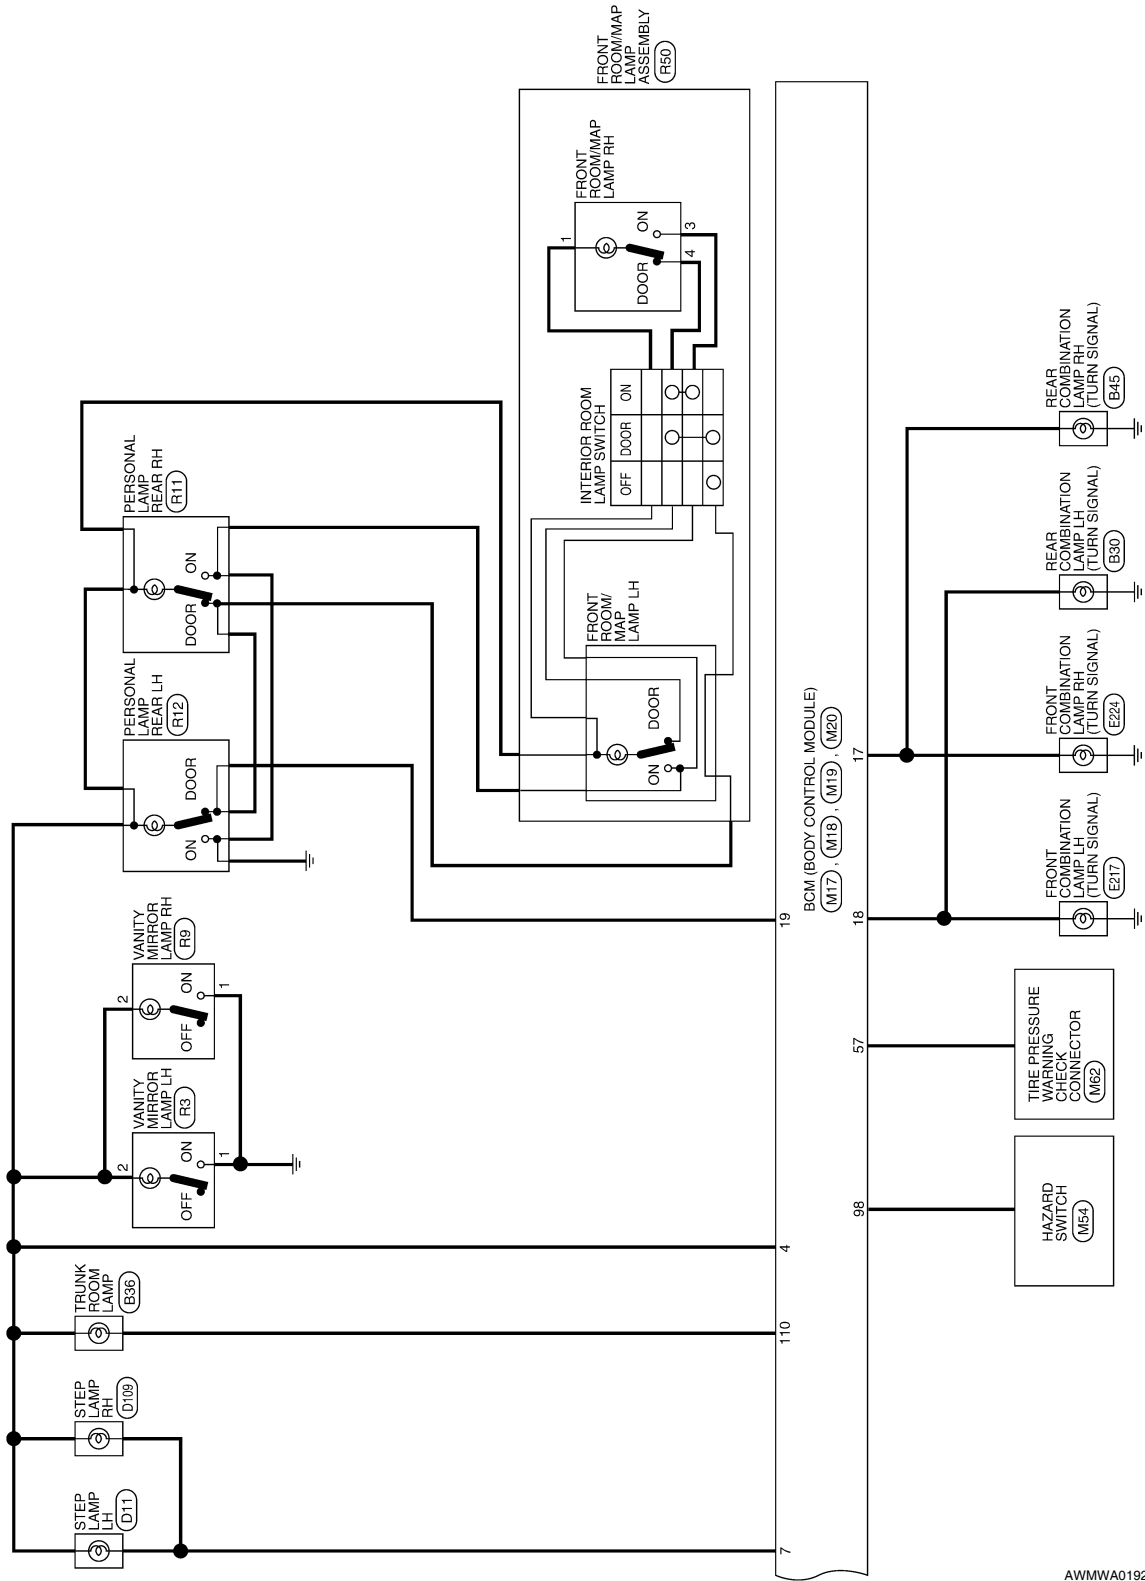 FRONT
ROOM/MAP
LAMP
ASSEMBLY
R50
FRONT
ROOM/MAP
LAMP RH
1
ON
DOOR
3
4
INTERIOR ROOM
LAMP SWITCH
OFF
DOOR
ON
FRONT
ROOM/
MAP
LAMP LH
DOOR
ON
PERSONAL
LAMP
REAR RH
R11
ON
DOOR
PERSONAL
LAMP
REAR LH
R12
DOOR
ON
VANITY
MIRROR
LAMP RH
R9
2
ON
OFF
1
VANITY
MIRROR
LAMP LH
R3
2
ON
OFF
1
TRUNK
ROOM
LAMP
B36
STEP
LAMP
RH
D109
STEP
LAMP
LH
D11
BCM (BODY CONTROL MODULE)
M17 , M18 , M19 , M20
19
4
110
7
17
18
57
98
REAR
COMBINATION
LAMP RH
(TURN SIGNAL)
B45
REAR
COMBINATION
LAMP LH
(TURN SIGNAL)
B30
FRONT
COMBINATION
LAMP RH
(TURN SIGNAL)
E224
FRONT
COMBINATION
LAMP LH
(TURN SIGNAL)
E217
TIRE PRESSURE
WARNING
CHECK
CONNECTOR
M62
HAZARD
SWITCH
M54
AWMWA0192